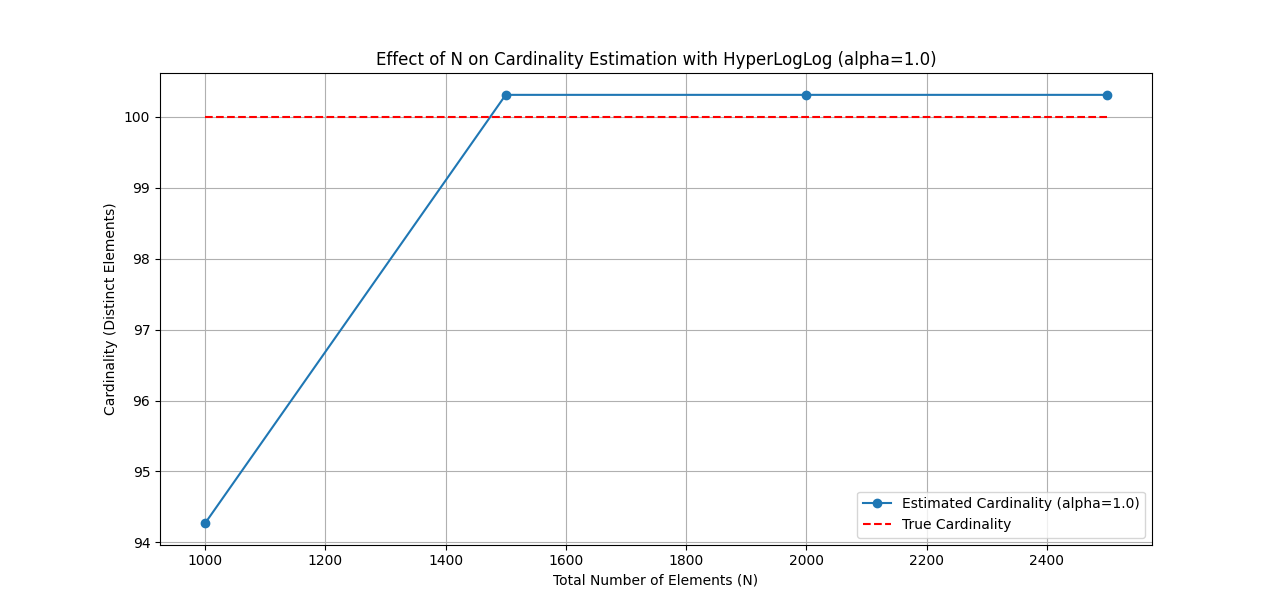 Effect of N on Cardinality Estimation with HyperLogLog (alpha=1.0)
Cardinality (Distinct Elements)
100
99
98
97
96
95
94
1000 1200 1400 1600 1800 2000 2200 2400
Total Number of Elements (N)
Estimated Cardinality (alpha=1.0)
True Cardinality